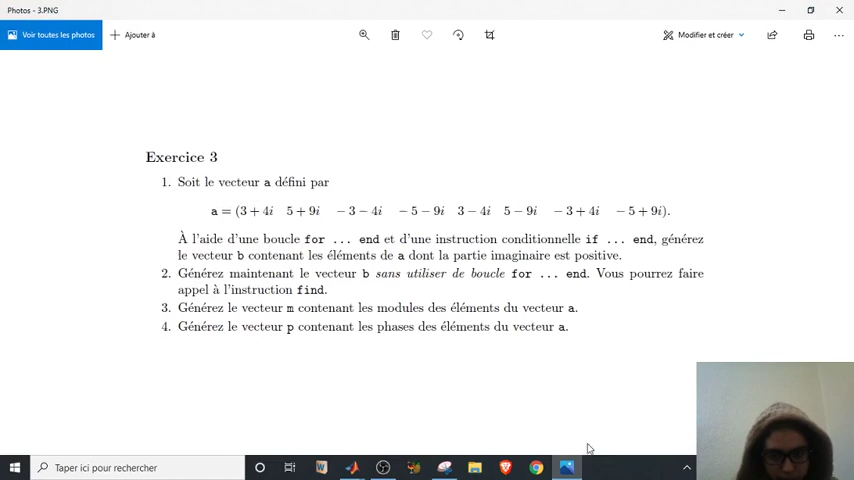 Photos - 3.PNG
Voir toutes les photos
Ajouter à
Modifier et créer
Exercice 3
1. Soit le vecteur a défini par
a = (3 + 4i 5 + 9i − 3 − 4i − 5 − 9i 3 − 4i 5 − 9i − 3 + 4i − 5 + 9i).
À l'aide d'une boucle for ... end et d'une instruction conditionnelle if ... end, générez
le vecteur b contenant les éléments de a dont la partie imaginaire est positive.
2. Générez maintenant le vecteur b sans utiliser de boucle for ... end. Vous pourrez faire
appel à l'instruction find.
3. Générez le vecteur m contenant les modules des éléments du vecteur a.
4. Générez le vecteur p contenant les phases des éléments du vecteur a.
Taper ici pour rechercher